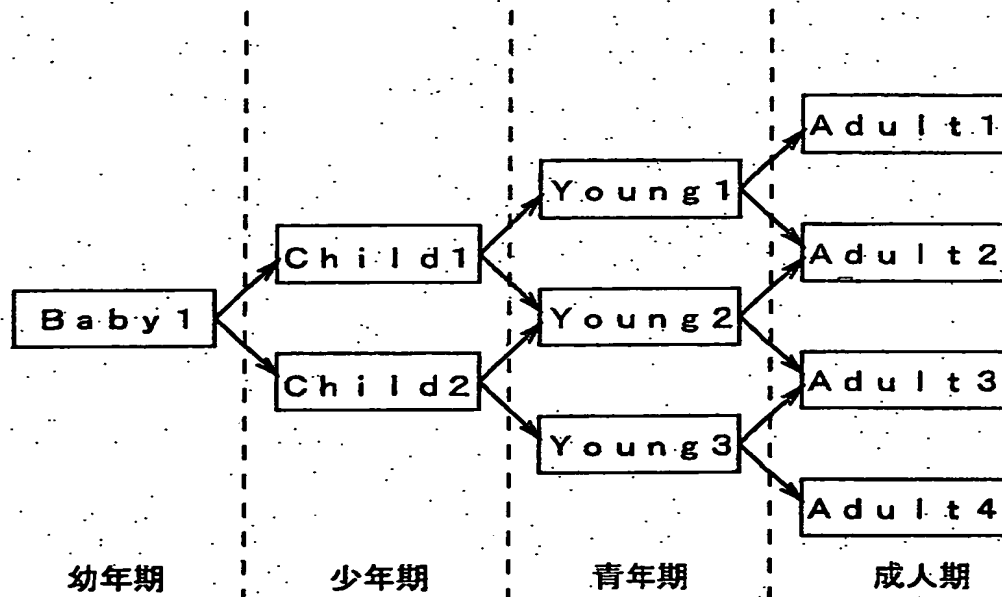 Baby1
Child1
Child2
Young1
Young2
Young3
Adult1
Adult2
Adult3
Adult4
幼年期
少年期
青年期
成人期